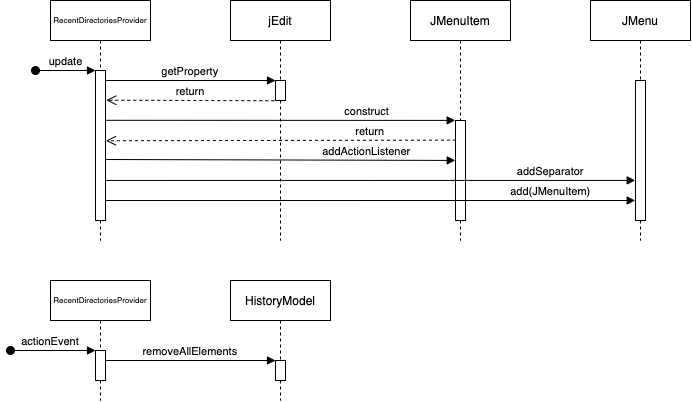 RecentDirectoriesProvider
jEdit
JMenuItem
JMenu
update
getProperty
return
construct
return
addActionListener
addSeparator
add(JMenuItem)
RecentDirectoriesProvider
HistoryModel
actionEvent
removeAllElements